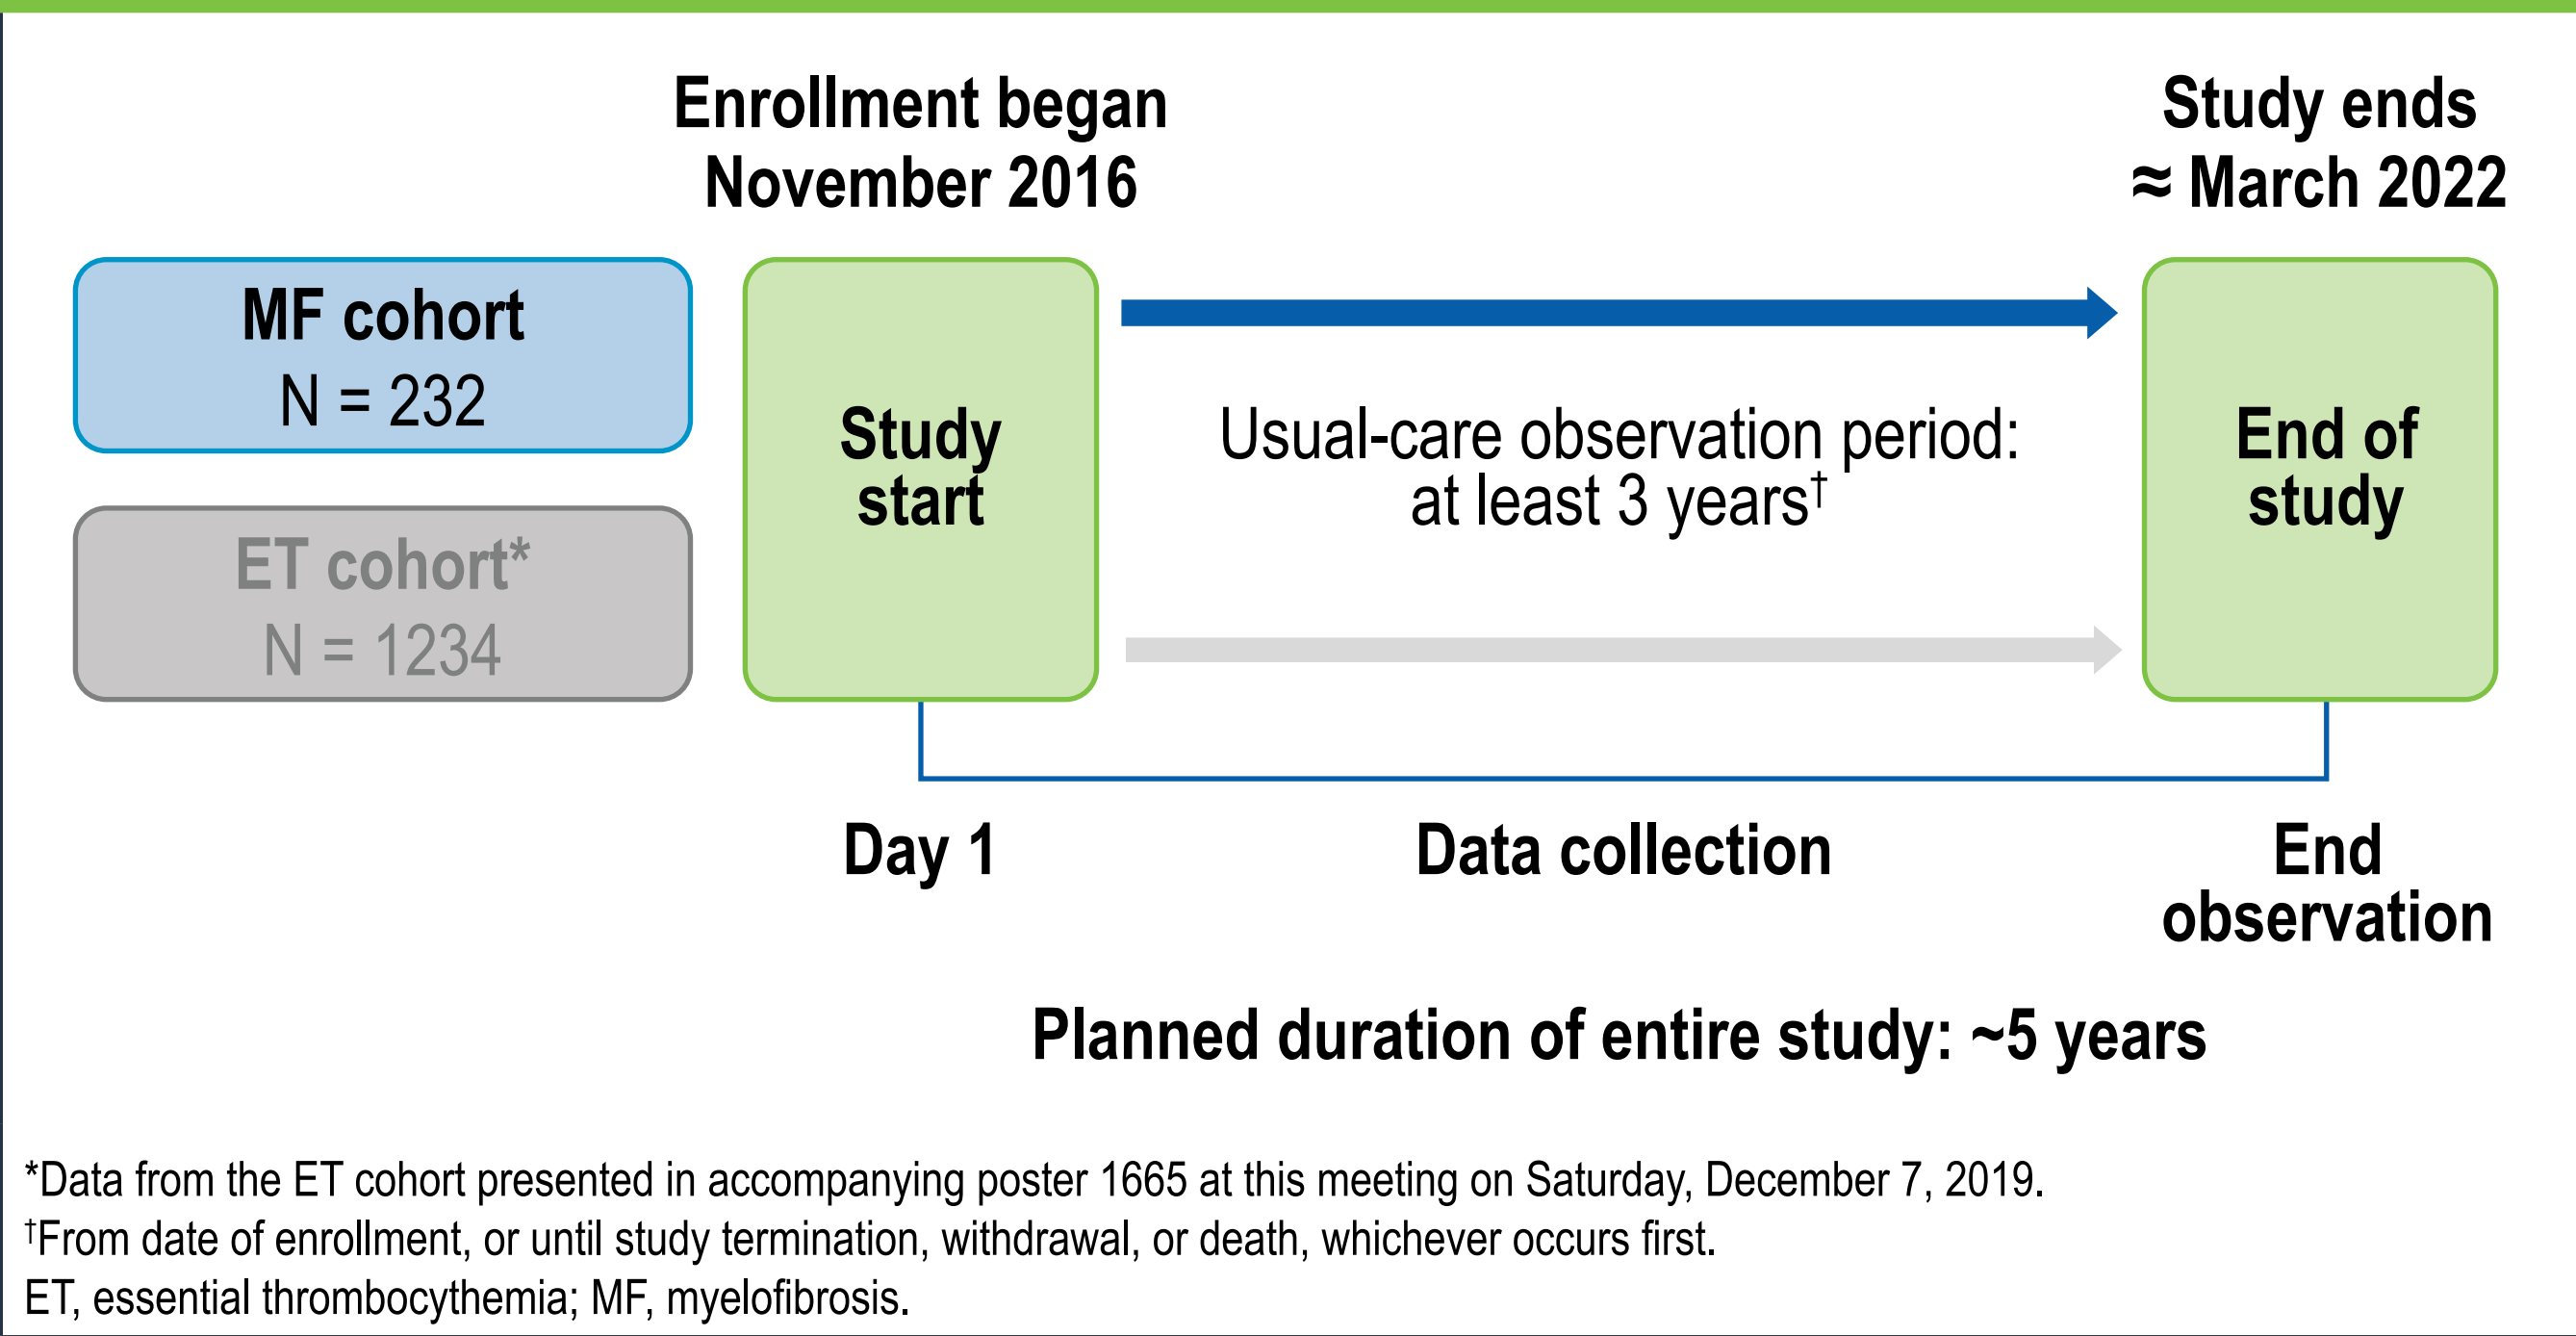 Enrollment began
November 2016
Study ends
≈ March 2022
MF cohort
N = 232
ET cohort*
N = 1234
Study
start
Usual-care observation period:
at least 3 years†
End of
study
Day 1
Data collection
End
observation
Planned duration of entire study: ~5 years
*Data from the ET cohort presented in accompanying poster 1665 at this meeting on Saturday, December 7, 2019.
†From date of enrollment, or until study termination, withdrawal, or death, whichever occurs first.
ET, essential thrombocythemia; MF, myelofibrosis.